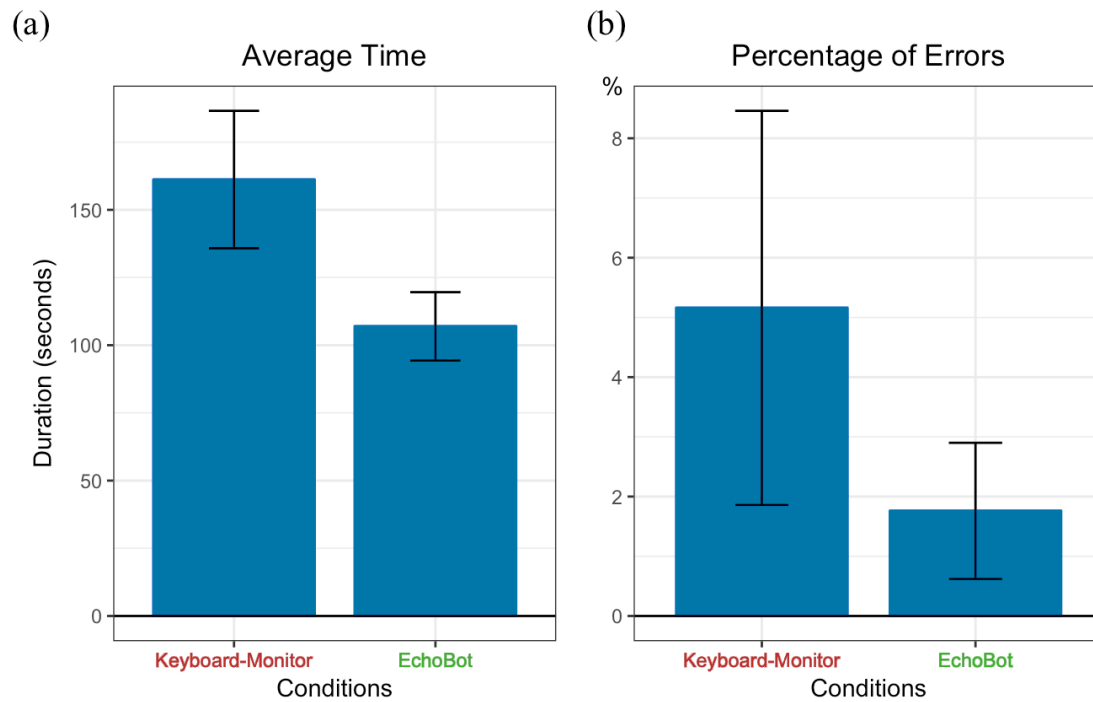 (a)
Average Time
150
100
50
0
Duration (seconds)
Keyboard-Monitor
EchoBot
Conditions
(b)
Percentage of Errors
%
8
6
4
2
0
Keyboard-Monitor
EchoBot
Conditions